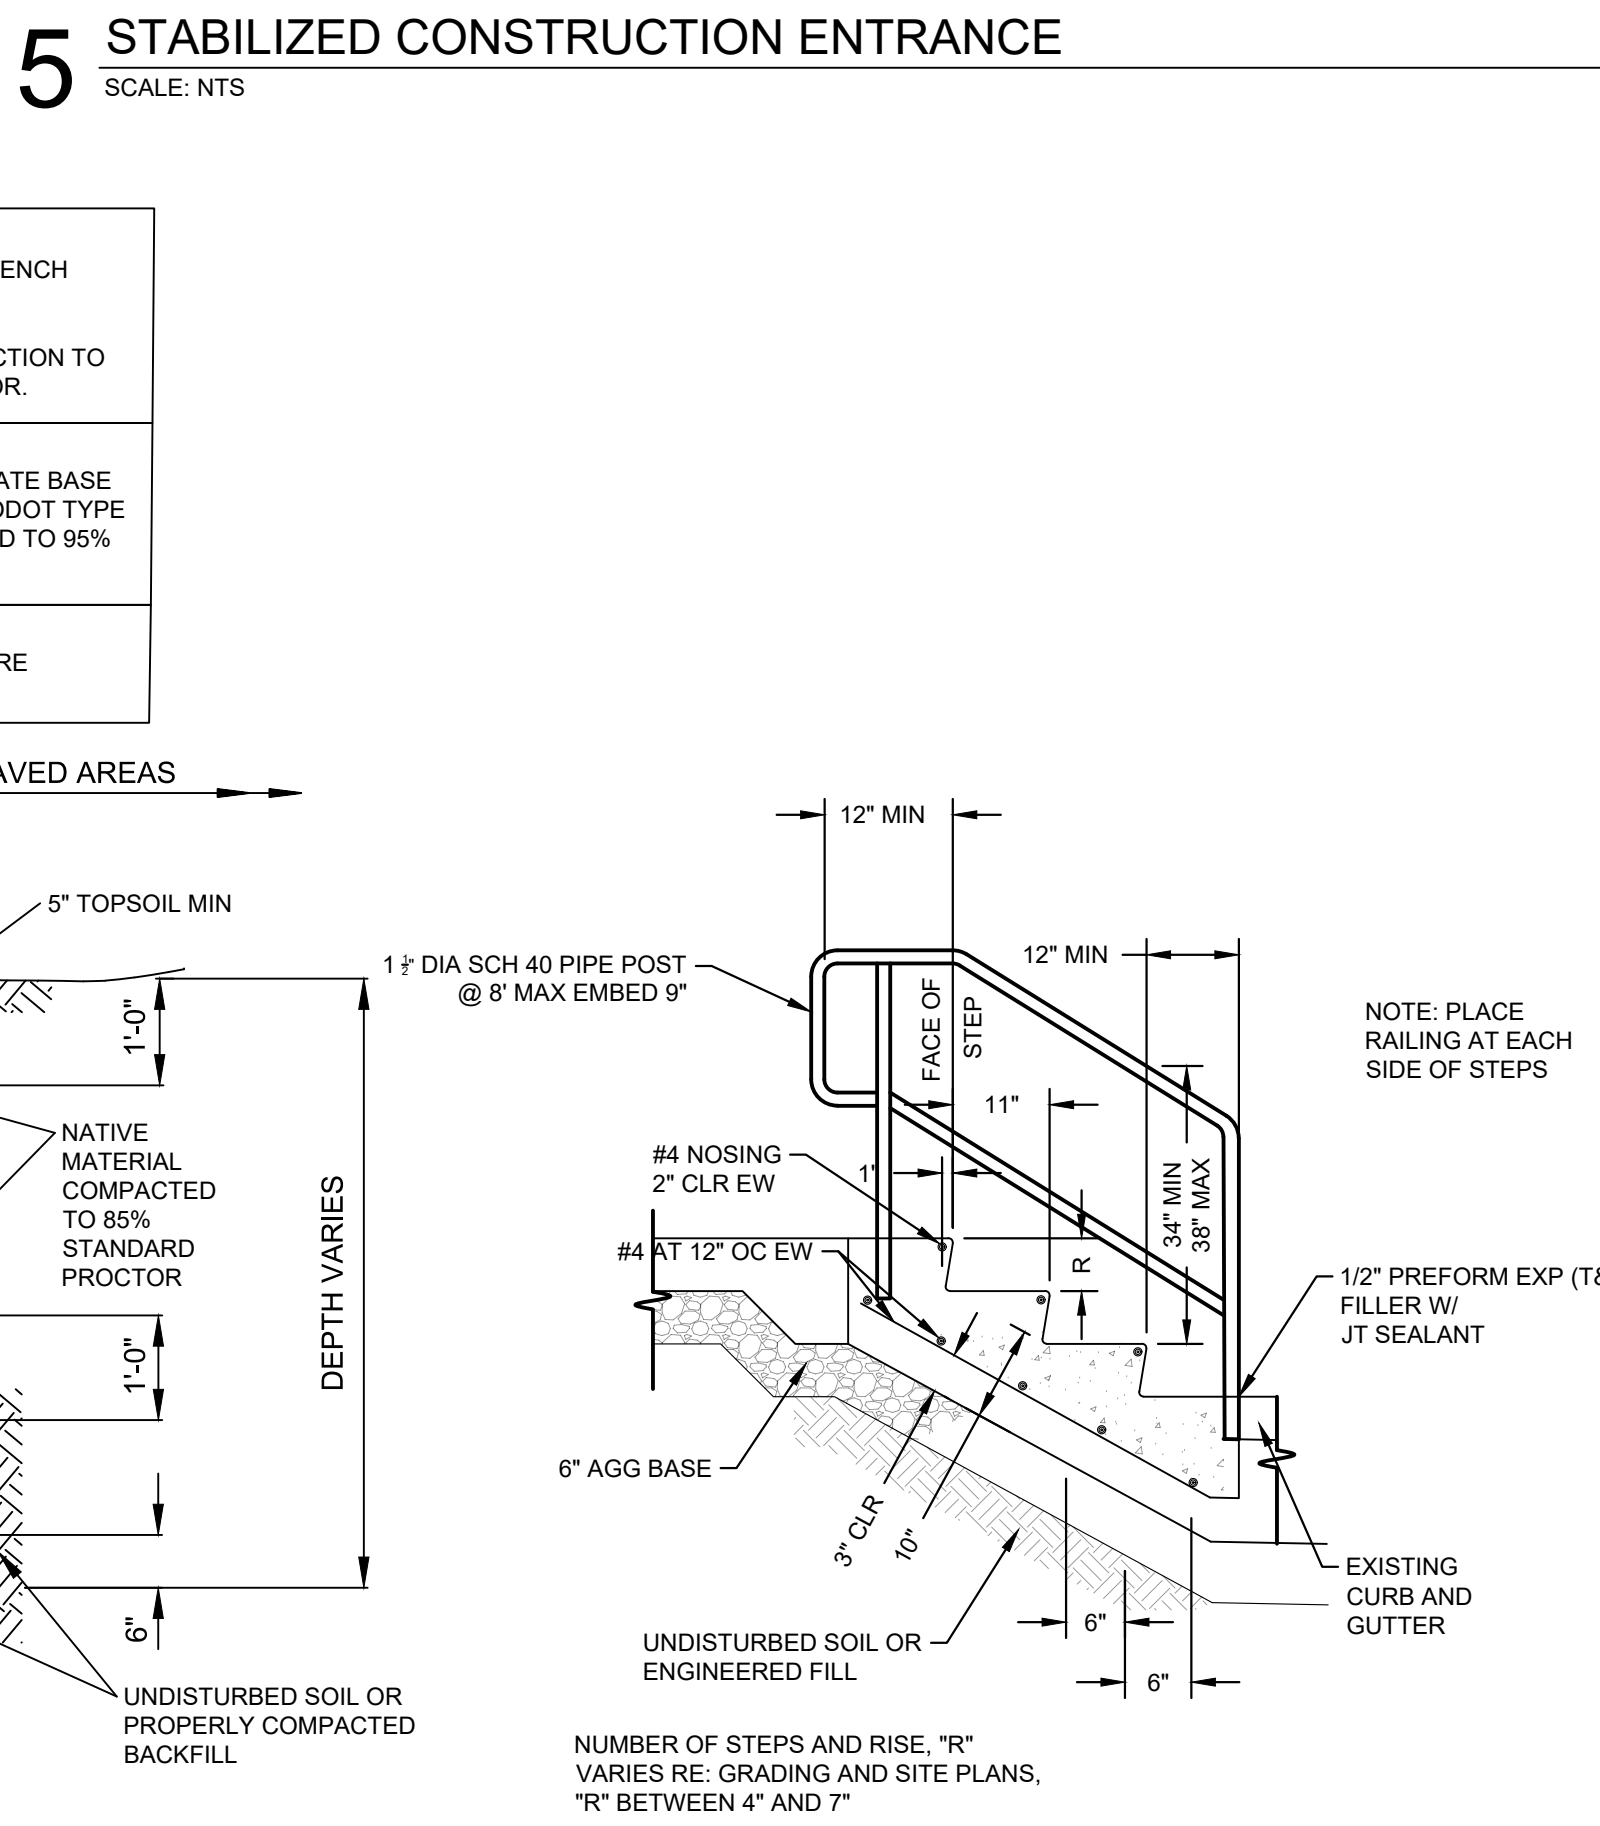 5 STABILIZED CONSTRUCTION ENTRANCE
SCALE: NTS
ENCH
CTION TO
OR.
ATE BASE
ODOT TYPE
D TO 95%
RE
AVED AREAS
5" TOPSOIL MIN
1'-0"
NATIVE
MATERIAL
COMPACTED
TO 85%
STANDARD
PROCTOR
DEPTH VARIES
1'-0"
6"
UNDISTURBED SOIL OR
PROPERLY COMPACTED
BACKFILL
12" MIN
1 1/2" DIA SCH 40 PIPE POST
@ 8' MAX EMBED 9"
FACE OF
STEP
12" MIN
NOTE: PLACE
RAILING AT EACH
SIDE OF STEPS
11"
#4 NOSING
2" CLR EW
1"
34" MIN
38" MAX
#4 AT 12" OC EW
R
1/2" PREFORM EXP (T&
FILLER W/
JT SEALANT
6" AGG BASE
3" CLR
10"
EXISTING
CURB AND
GUTTER
6"
UNDISTURBED SOIL OR
ENGINEERED FILL
6"
NUMBER OF STEPS AND RISE, "R"
VARIES RE: GRADING AND SITE PLANS,
"R" BETWEEN 4" AND 7"